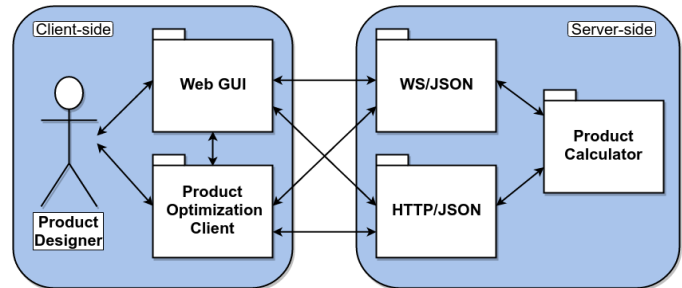 Client-side
Server-side
Web GUI
WS/JSON
Product
Calculator
Product
Optimization
Client
HTTP/JSON
Product
Designer